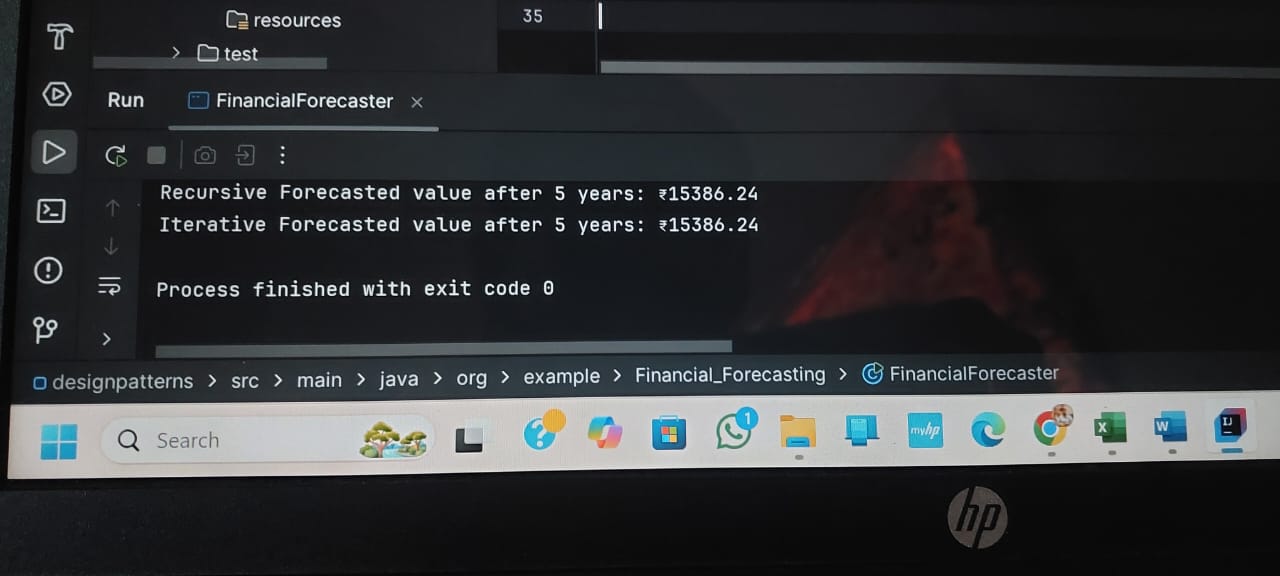 resources
35
test
Run
FinancialForecaster
Recursive Forecasted value after 5 years: ₹15386.24
Iterative Forecasted value after 5 years: ₹15386.24
Process finished with exit code 0
designpatterns > src > main > java > org > example > Financial_Forecasting > FinancialForecaster
Search
1
myhp
X
W
IJ
hp